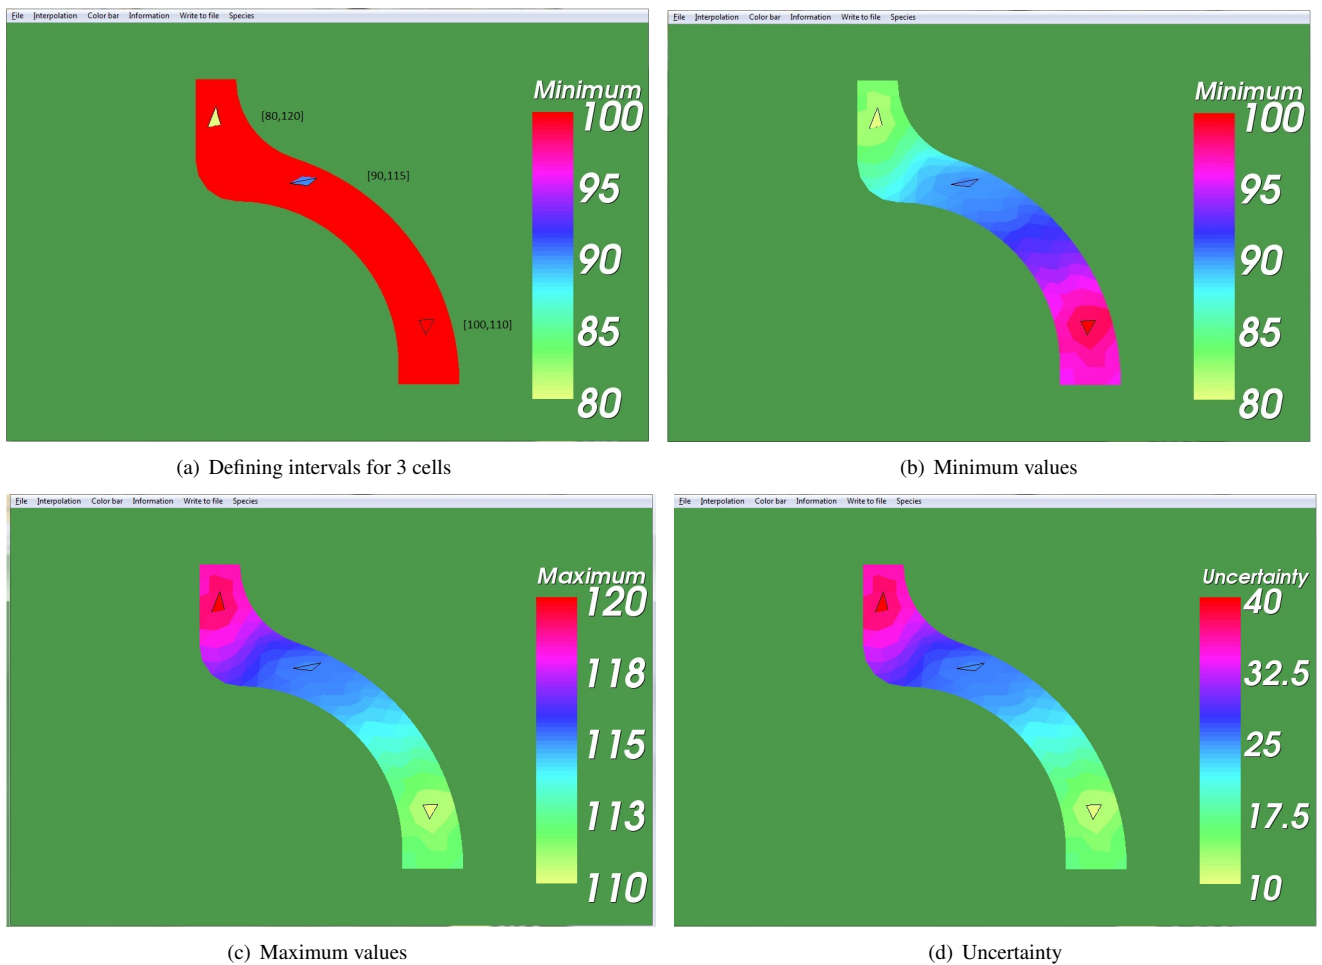 File Interpolation Color bar Information Write to file Species
Minimum
100
95
90
85
80
[80,120]
[90,115]
[100,110]
(a) Defining intervals for 3 cells
File Interpolation Color bar Information Write to file Species
Minimum
100
95
90
85
80
(b) Minimum values
File Interpolation Color bar Information Write to file Species
Maximum
120
118
115
113
110
(c) Maximum values
File Interpolation Color bar Information Write to file Species
Uncertainty
40
32.5
25
17.5
10
(d) Uncertainty